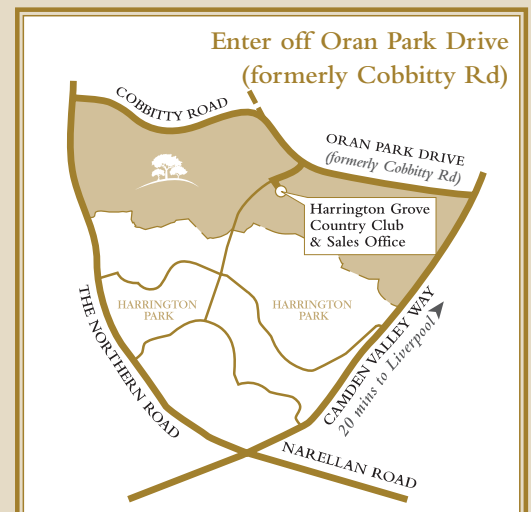 Enter off Oran Park Drive
(formerly Cobbitty Rd)
COBBITTY ROAD
ORAN PARK DRIVE
(formerly Cobbitty Rd)
Harrington Grove
Country Club
& Sales Office
HARRINGTON
PARK
HARRINGTON
PARK
THE NORTHERN ROAD
CAMDEN VALLEY WAY
20 mins to Liverpool
NARELLAN ROAD